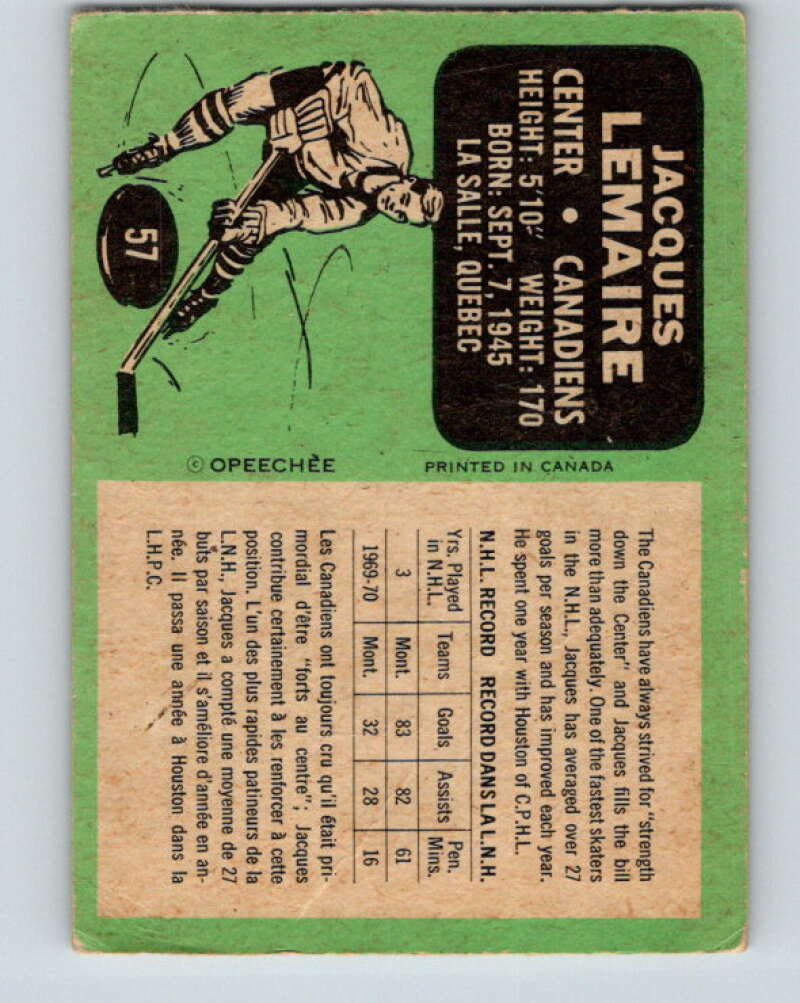 57
JACQUES
LEMAIRE
CENTER • CANADIENS
HEIGHT: 5'10" WEIGHT: 170
BORN: SEPT. 7, 1945
LA SALLE, QUEBEC
© OPEECHEE
PRINTED IN CANADA
The Canadiens have always strived for "strength
down the Center" and Jacques fills the bill
more than adequately. One of the fastest skaters
in the N.H.L., Jacques has averaged over 27
goals per season and has improved each year.
He spent one year with Houston of C.P.H.L.
N.H.L. RECORD RECORD DANS LA L.N.H.
Yrs. Played in N.H.L. Teams Goals Assists Pen. Mins.
3 Mont. 83 82 61
1969-70 Mont. 32 28 16
Les Canadiens ont toujours cru qu'il était pri-
mordial d'être "forts au centre"; Jacques
contribue certainement à les renforcer à cette
position. L'un des plus rapides patineurs de la
L.N.H., Jacques a compté une moyenne de 27
buts par saison et il s'améliore d'année en an-
née. Il passa une année à Houston dans la
L.H.P.C.